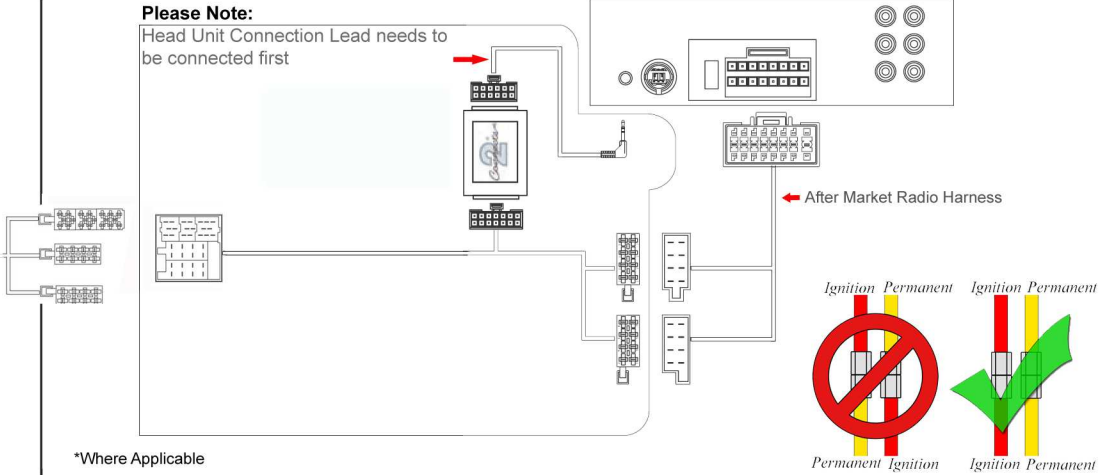 Please Note:
Head Unit Connection Lead needs to
be connected first
2
After Market Radio Harness
Ignition Permanent Ignition Permanent
Permanent Ignition Ignition Permanent
*Where Applicable